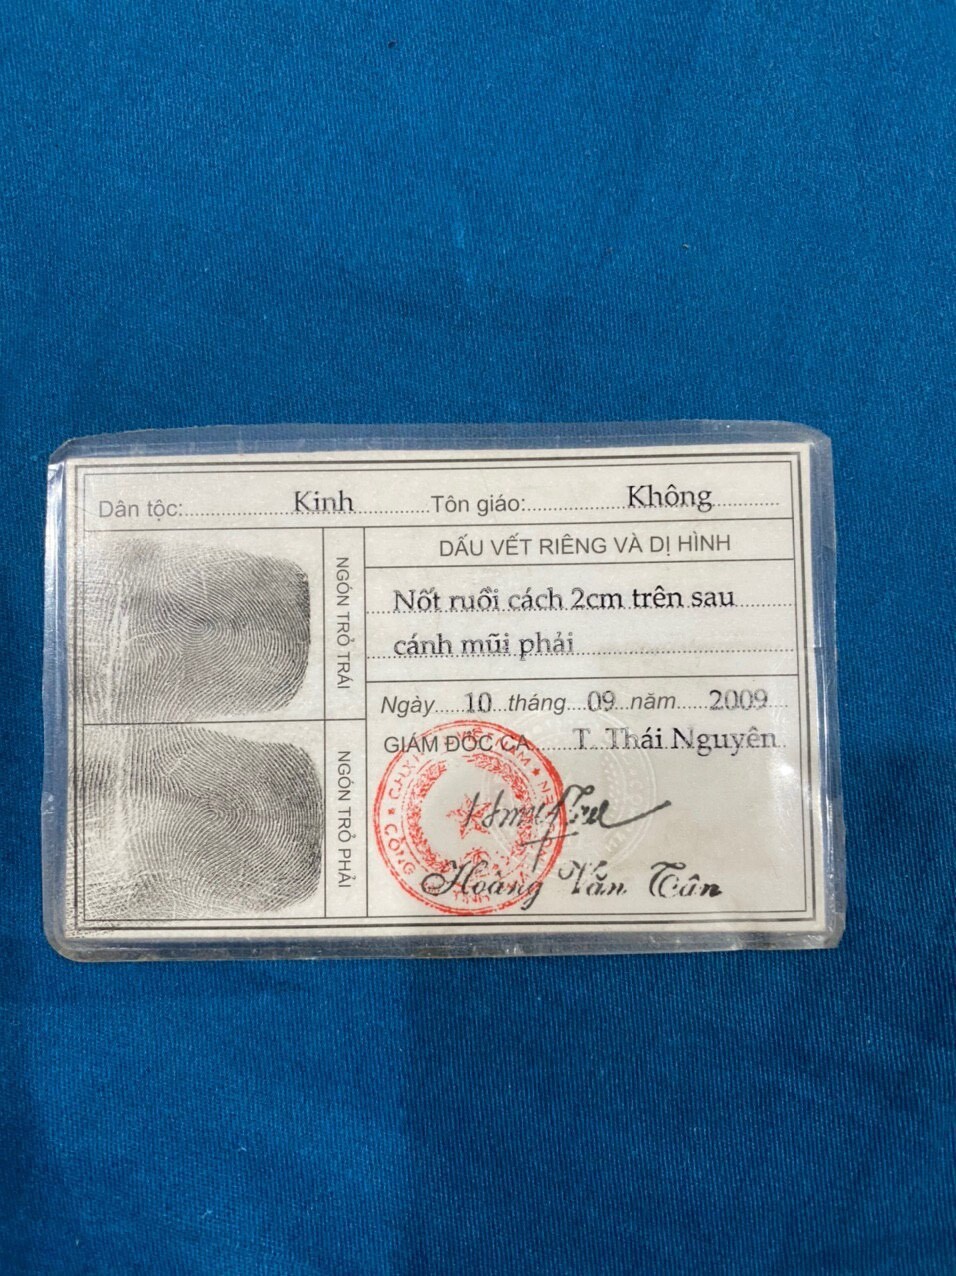 Dân tộc: Kinh Tôn giáo: Không
NGÓN TRỎ TRÁI
NGÓN TRỎ PHẢI
DẤU VẾT RIÊNG VÀ DỊ HÌNH
Nốt ruồi cách 2cm trên sau
cánh mũi phải
Ngày 10 tháng 09 năm 2009
GIÁM ĐỐC CA T. Thái Nguyên
Hoàng Văn Tân